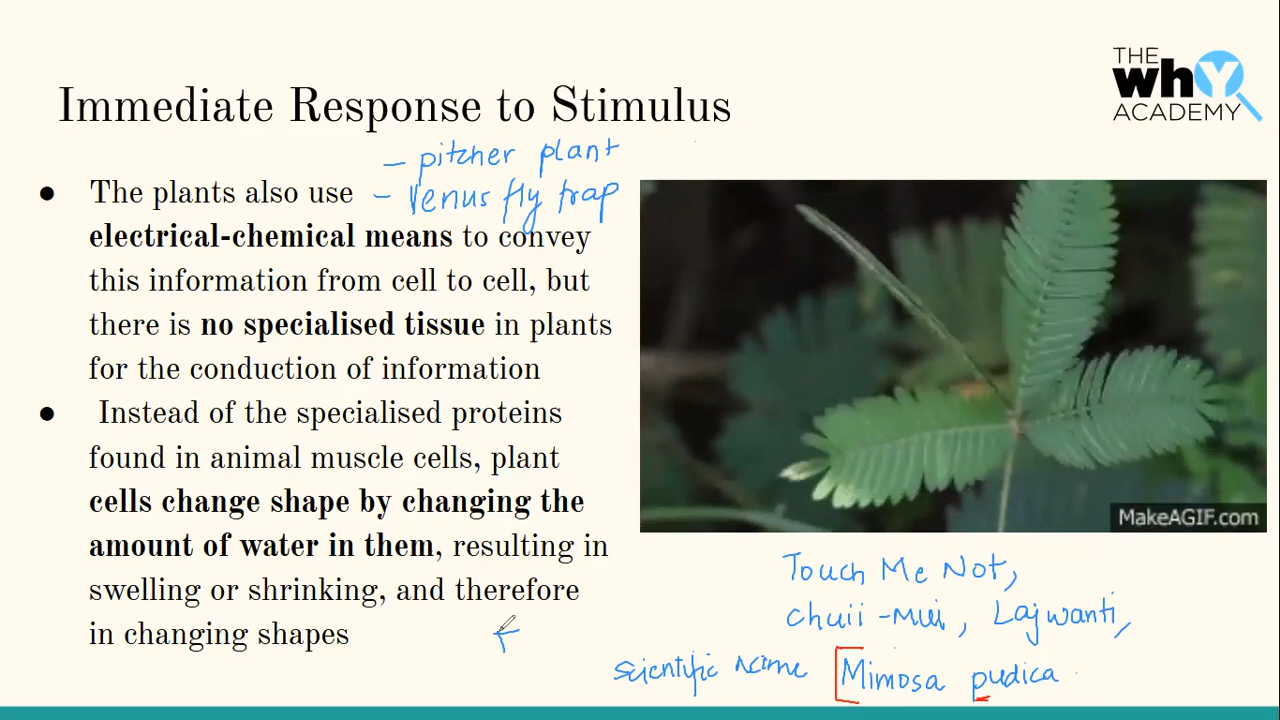 THE
whY
ACADEMY
Immediate Response to Stimulus
– pitcher plant
– Venus fly trap
● The plants also use
electrical-chemical means to convey
this information from cell to cell, but
there is no specialised tissue in plants
for the conduction of information
● Instead of the specialised proteins
found in animal muscle cells, plant
cells change shape by changing the
amount of water in them, resulting in
swelling or shrinking, and therefore
in changing shapes
MakeAGIF.com
Touch Me Not,
Chuii-Mui, Lajwanti,
Scientific name [Mimosa pudica